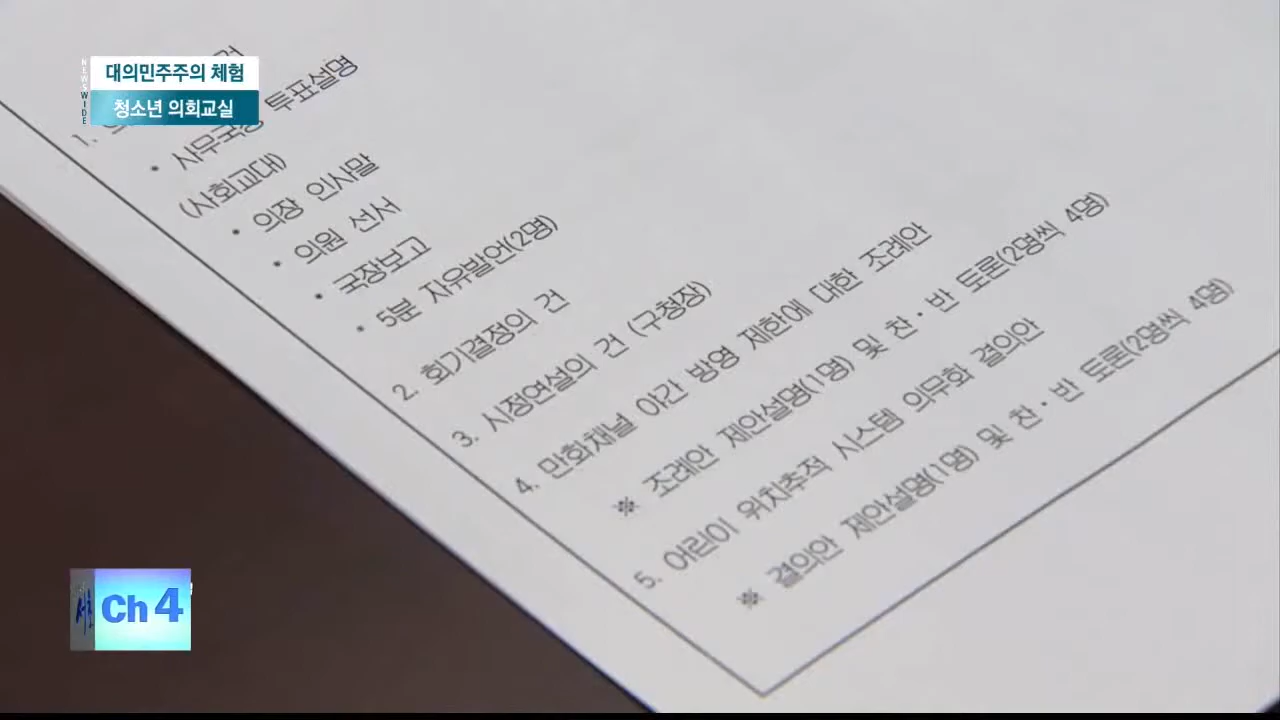 NEWS WIDE
대의민주주의 체험
청소년 의회교실
1.
• 사무국장 투표설명
(사회교대)
• 의장 인사말
• 의원 선서
• 국장보고
• 5분 자유발언(2명)
2. 회기결정의 건
3. 시정연설의 건 (구청장)
4. 만화채널 야간 방영 제한에 대한 조례안
※ 조례안 제안설명(1명) 및 찬·반 토론(2명씩 4명)
5. 어린이 위치추적 시스템 의무화 결의안
※ 결의안 제안설명(1명) 및 찬·반 토론(2명씩 4명)
Ch 4